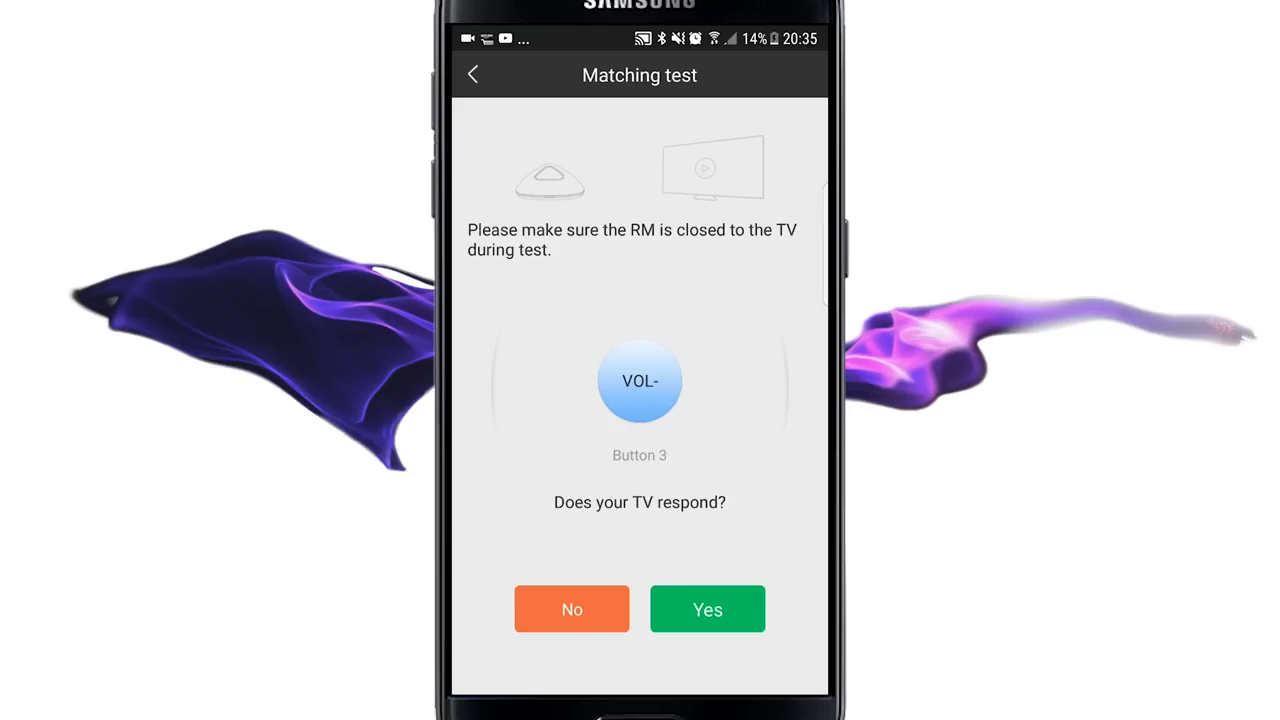 SAMSUNG
... 14% 20:35
Matching test
Please make sure the RM is closed to the TV
during test.
VOL-
Button 3
Does your TV respond?
No Yes